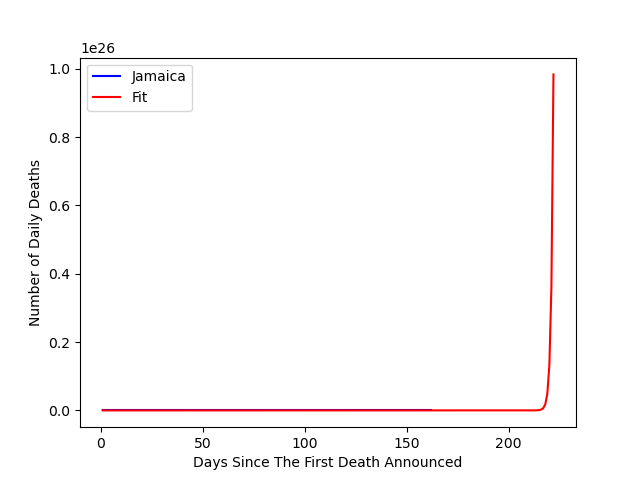 1e26
1.0
0.8
0.6
0.4
0.2
0.0
Number of Daily Deaths
Jamaica
Fit
0 50 100 150 200
Days Since The First Death Announced